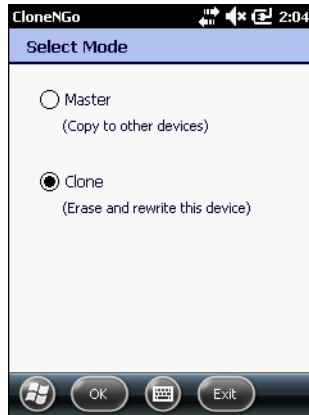 CloneNGo 2:04
Select Mode
Master
(Copy to other devices)
Clone
(Erase and rewrite this device)
OK Exit